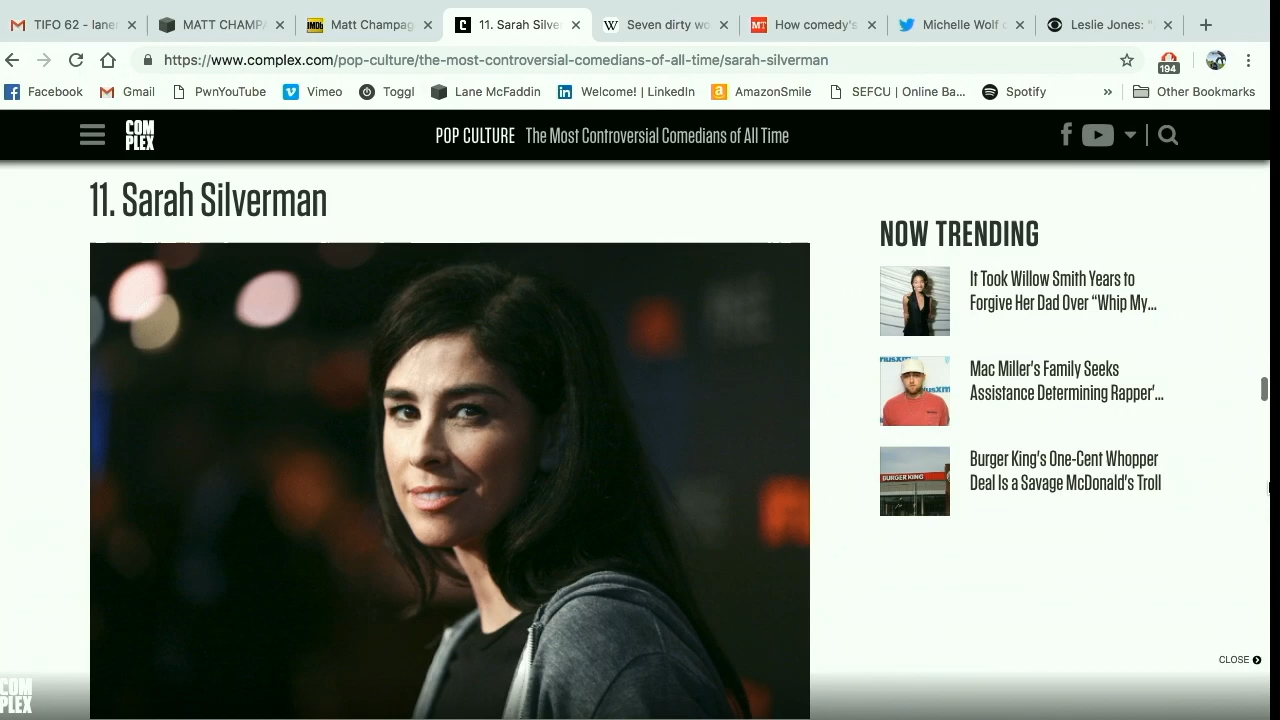 TIFO 62 - lane
MATT CHAMP
Matt Champag
11. Sarah Silver
Seven dirty wo
How comedy's
Michelle Wolf o
Leslie Jones: "
https://www.complex.com/pop-culture/the-most-controversial-comedians-of-all-time/sarah-silverman
194
Facebook
Gmail
PwnYouTube
Vimeo
Toggl
Lane McFaddin
Welcome! | LinkedIn
AmazonSmile
SEFCU | Online Ba...
Spotify
»
Other Bookmarks
COM
PLEX
POP CULTURE The Most Controversial Comedians of All Time
11. Sarah Silverman
NOW TRENDING
It Took Willow Smith Years to
Forgive Her Dad Over “Whip My...
Mac Miller's Family Seeks
Assistance Determining Rapper'...
BURGER KING
Burger King's One-Cent Whopper
Deal Is a Savage McDonald's Troll
CLOSE
COM
PLEX